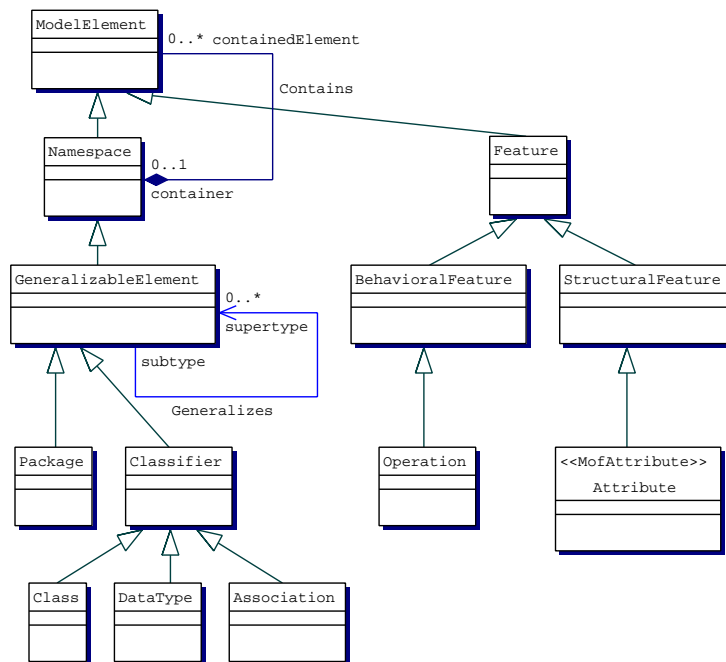 ModelElement
0..* containedElement
Contains
Namespace
0..1
container
Feature
GeneralizableElement
0..*
supertype
subtype
Generalizes
BehavioralFeature
StructuralFeature
Package
Classifier
Operation
<<MofAttribute>>
Attribute
Class
DataType
Association